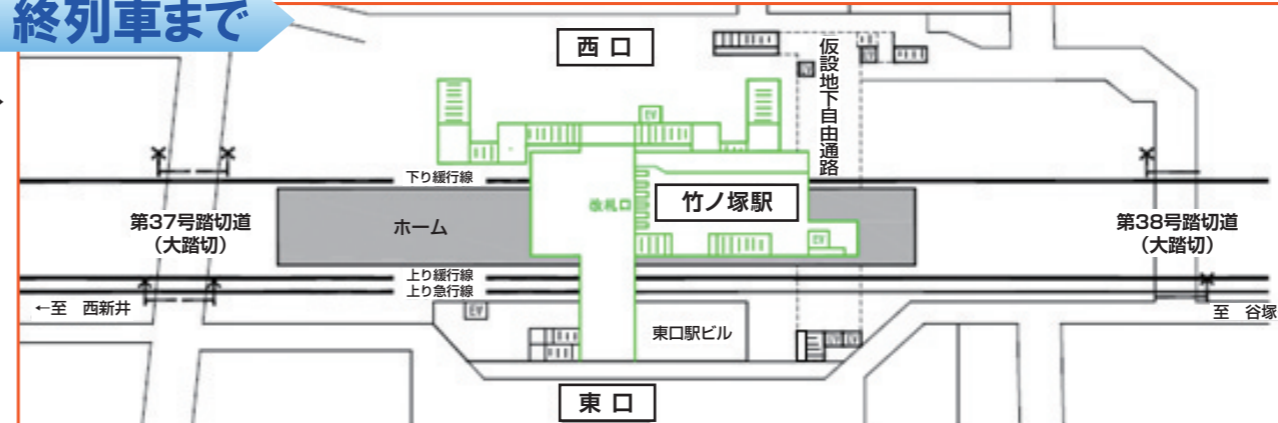 終列車まで
西口
仮設地下自由通路
EV
下り緩行線
第37号踏切道
(大踏切)
ホーム
改札口
竹ノ塚駅
EV
第38号踏切道
(大踏切)
上り緩行線
上り急行線
←至 西新井
EV
東口駅ビル
至 谷塚
東口